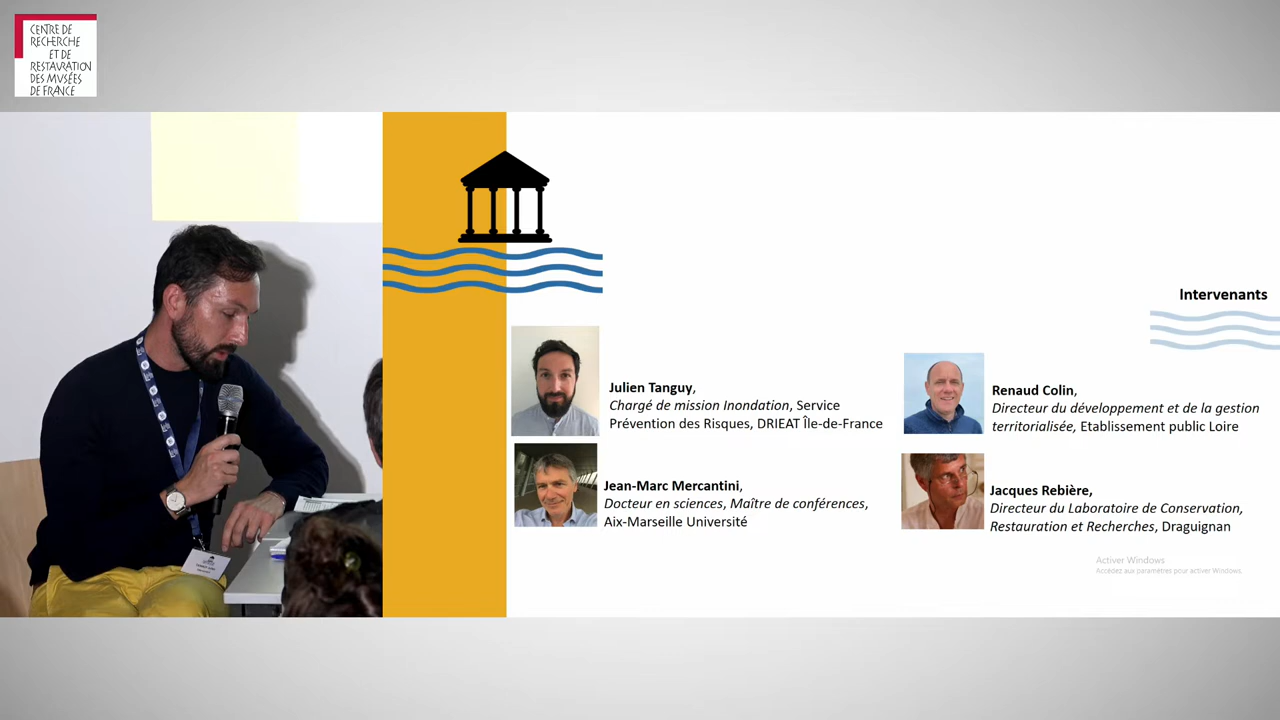 CENTRE DE
RECHERCHE
ET DE
RESTAURATION
DES MUSÉES
DE FRANCE
Intervenants
Julien Tanguy,
Chargé de mission Inondation, Service
Prévention des Risques, DRIEAT Île-de-France
Renaud Colin,
Directeur du développement et de la gestion
territorialisée, Etablissement public Loire
Jean-Marc Mercantini,
Docteur en sciences, Maître de conférences,
Aix-Marseille Université
Jacques Rebière,
Directeur du Laboratoire de Conservation,
Restauration et Recherches, Draguignan
Activer Windows
Accédez aux paramètres pour activer Windows.